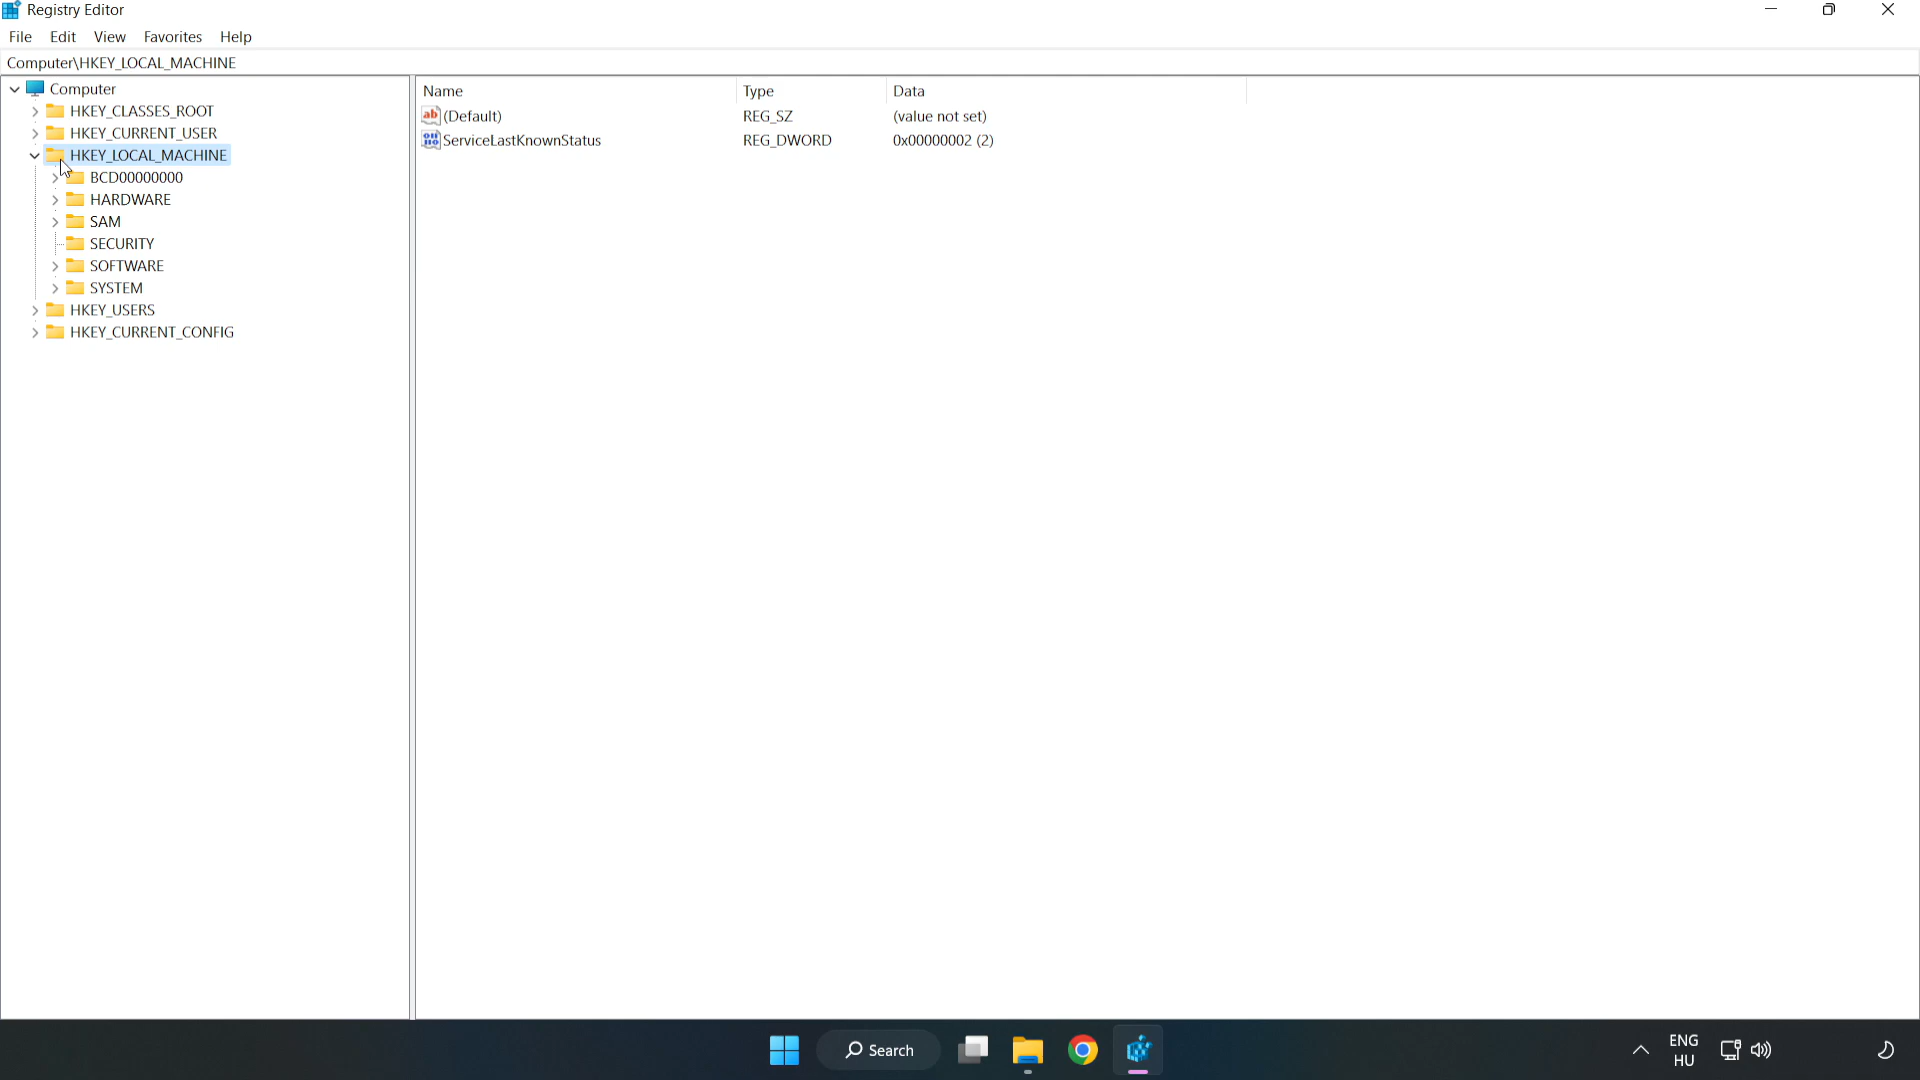 Registry Editor
File Edit View Favorites Help
Computer\HKEY_LOCAL_MACHINE
Computer
HKEY_CLASSES_ROOT
HKEY_CURRENT_USER
HKEY_LOCAL_MACHINE
BCD00000000
HARDWARE
SAM
SECURITY
SOFTWARE
SYSTEM
HKEY_USERS
HKEY_CURRENT_CONFIG
Name Type Data
(Default) REG_SZ (value not set)
ServiceLastKnownStatus REG_DWORD 0x00000002 (2)
Search
ENG
HU